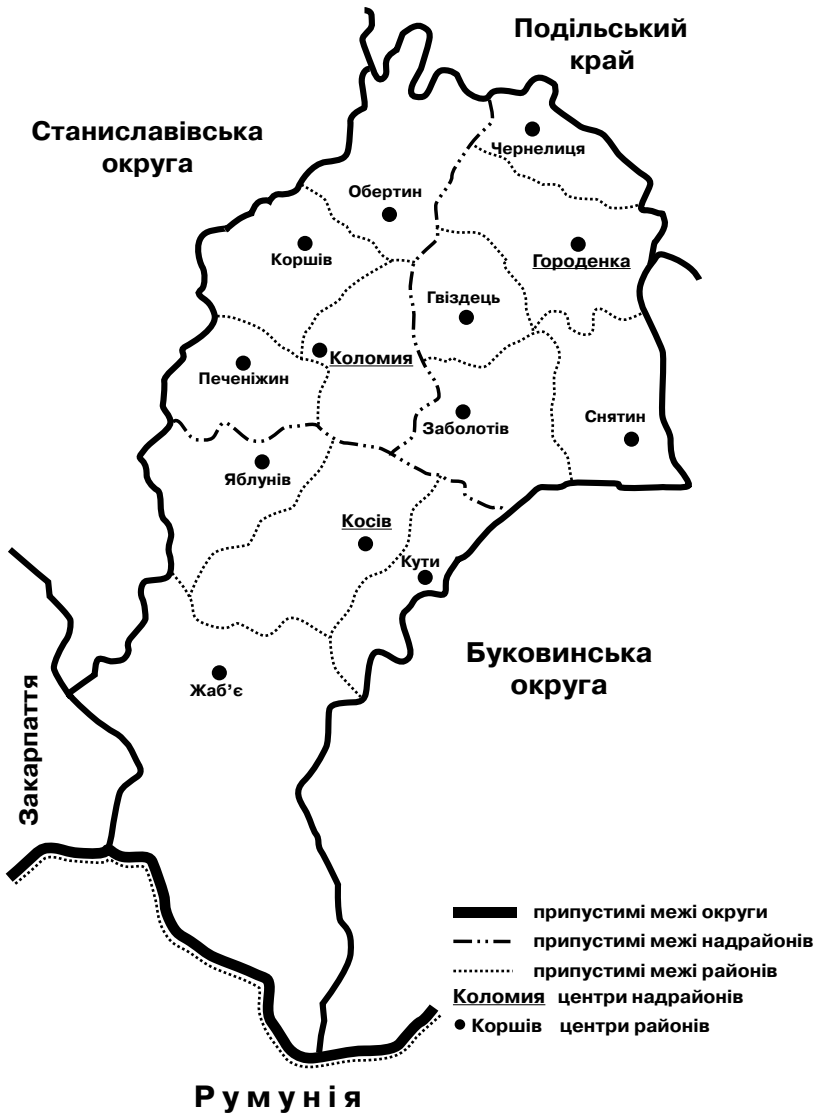 Подільський
край
Станиславівська
округа
Чернелиця
Обертин
Коршів
Городенка
Гвіздець
Коломия
Печеніжин
Заболотів
Снятин
Яблунів
Косів
Кути
Буковинська
округа
Жаб’є
Закарпаття
припустимі межі округи
припустимі межі надрайонів
припустимі межі районів
Коломия центри надрайонів
Коршів центри районів
Румунія